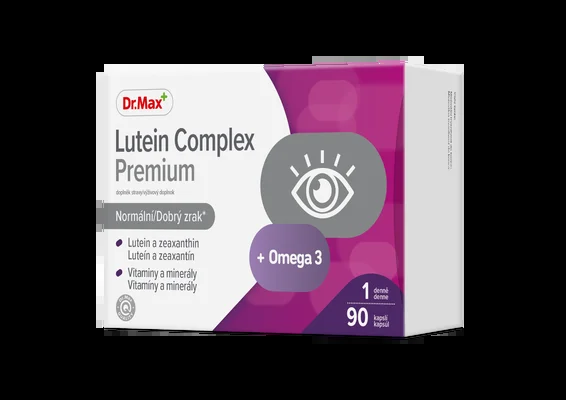 Dr.Max+
Lutein Complex
Premium
doplněk stravy/výživový doplnok
Normální/Dobrý zrak*
Lutein a zeaxanthin
Luteín a zeaxantín
Vitamíny a minerály
Vitamíny a minerály
+ Omega 3
1 denně
denne
90 kapslí
kapsúl